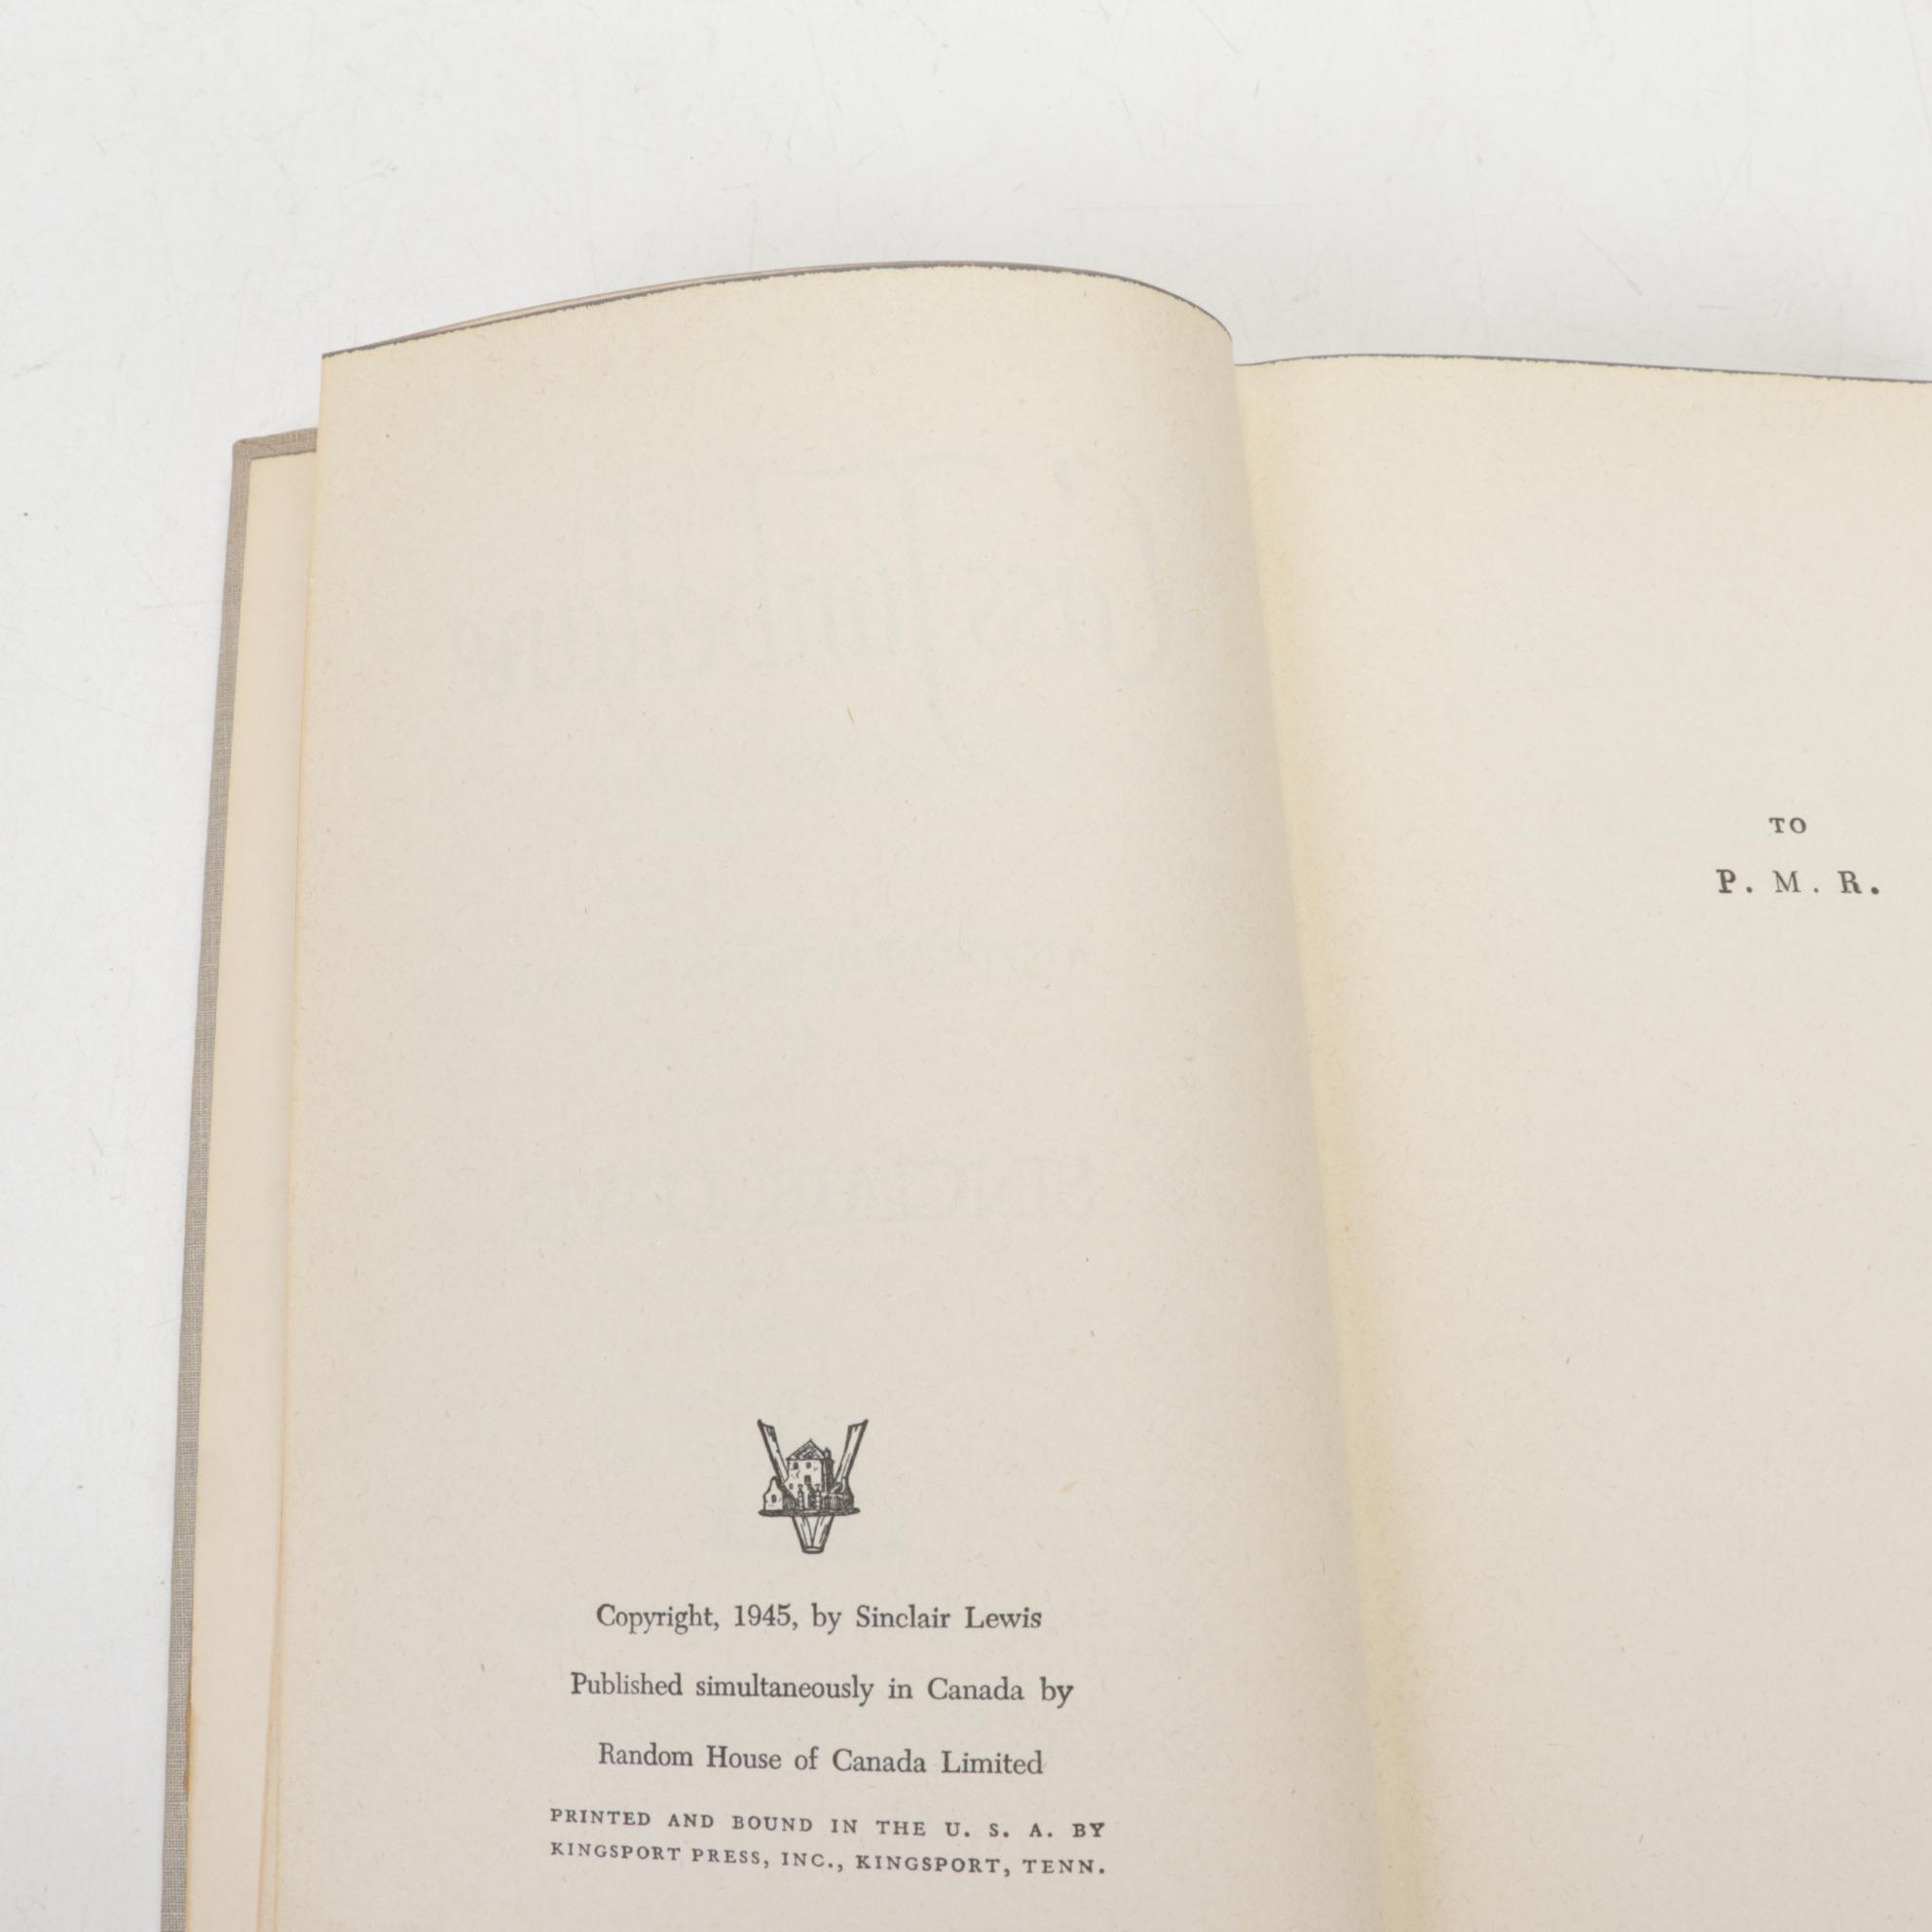 Copyright, 1945, by Sinclair Lewis
Published simultaneously in Canada by
Random House of Canada Limited
PRINTED AND BOUND IN THE U. S. A. BY
KINGSPORT PRESS, INC., KINGSPORT, TENN.
TO
P. M. R.